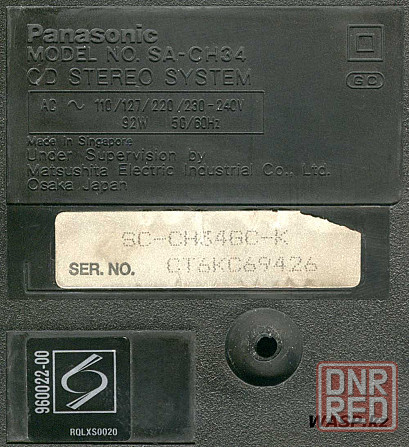 Panasonic
MODEL NO. SA-CH34
CD STEREO SYSTEM
AC ~ 110/127/220/230-240V
92W 50/60Hz
GC
Made in Singapore
Under Supervision by
Matsushita Electric Industrial Co., Ltd.
Osaka Japan
SC-CH34GC-K
SER. NO. CT6KC69426
960022-00
RQLXS0020
DNR
RED
WASP.kz